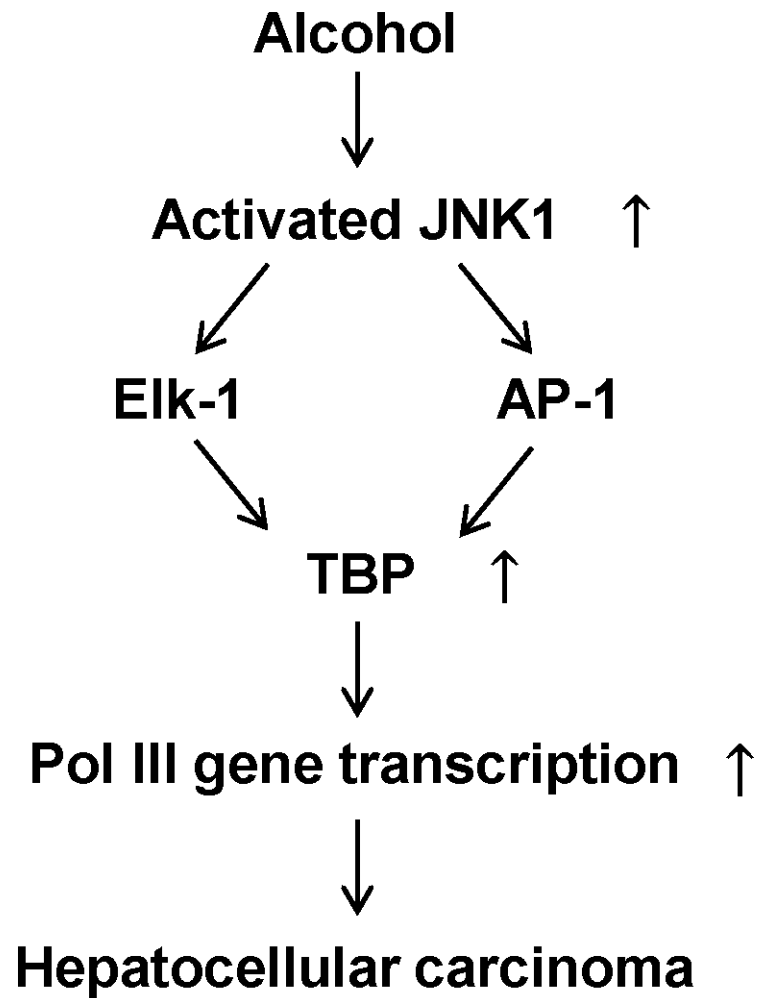 Alcohol
Activated JNK1 ↑
Elk-1 AP-1
TBP ↑
Pol III gene transcription ↑
Hepatocellular carcinoma